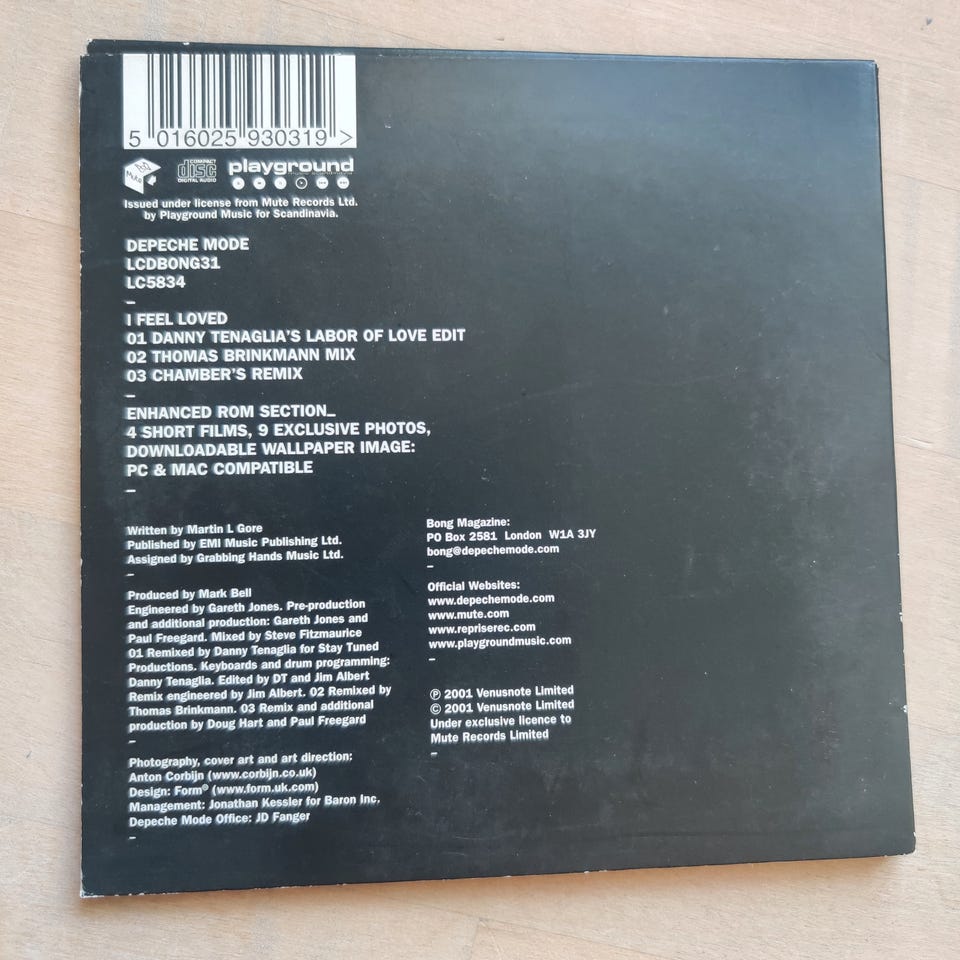 5 016025 930319 >
Mute
COMPACT
disc
DIGITAL AUDIO
playground
Issued under license from Mute Records Ltd.
by Playground Music for Scandinavia.
DEPECHE MODE
LCDBONG31
LC5834
–
I FEEL LOVED
01 DANNY TENAGLIA'S LABOR OF LOVE EDIT
02 THOMAS BRINKMANN MIX
03 CHAMBER'S REMIX
–
ENHANCED ROM SECTION_
4 SHORT FILMS, 9 EXCLUSIVE PHOTOS,
DOWNLOADABLE WALLPAPER IMAGE:
PC & MAC COMPATIBLE
–
Written by Martin L Gore
Published by EMI Music Publishing Ltd.
Assigned by Grabbing Hands Music Ltd.
–
Produced by Mark Bell
Engineered by Gareth Jones. Pre-production
and additional production: Gareth Jones and
Paul Freegard. Mixed by Steve Fitzmaurice
01 Remixed by Danny Tenaglia for Stay Tuned
Productions. Keyboards and drum programming:
Danny Tenaglia. Edited by DT and Jim Albert
Remix engineered by Jim Albert. 02 Remixed by
Thomas Brinkmann. 03 Remix and additional
production by Doug Hart and Paul Freegard
–
Photography, cover art and art direction:
Anton Corbijn (www.corbijn.co.uk)
Design: Form® (www.form.uk.com)
Management: Jonathan Kessler for Baron Inc.
Depeche Mode Office: JD Fanger
–
Bong Magazine:
PO Box 2581 London W1A 3JY
bong@depechemode.com
–
Official Websites:
www.depechemode.com
www.mute.com
www.repriserec.com
www.playgroundmusic.com
–
℗ 2001 Venusnote Limited
© 2001 Venusnote Limited
Under exclusive licence to
Mute Records Limited
–